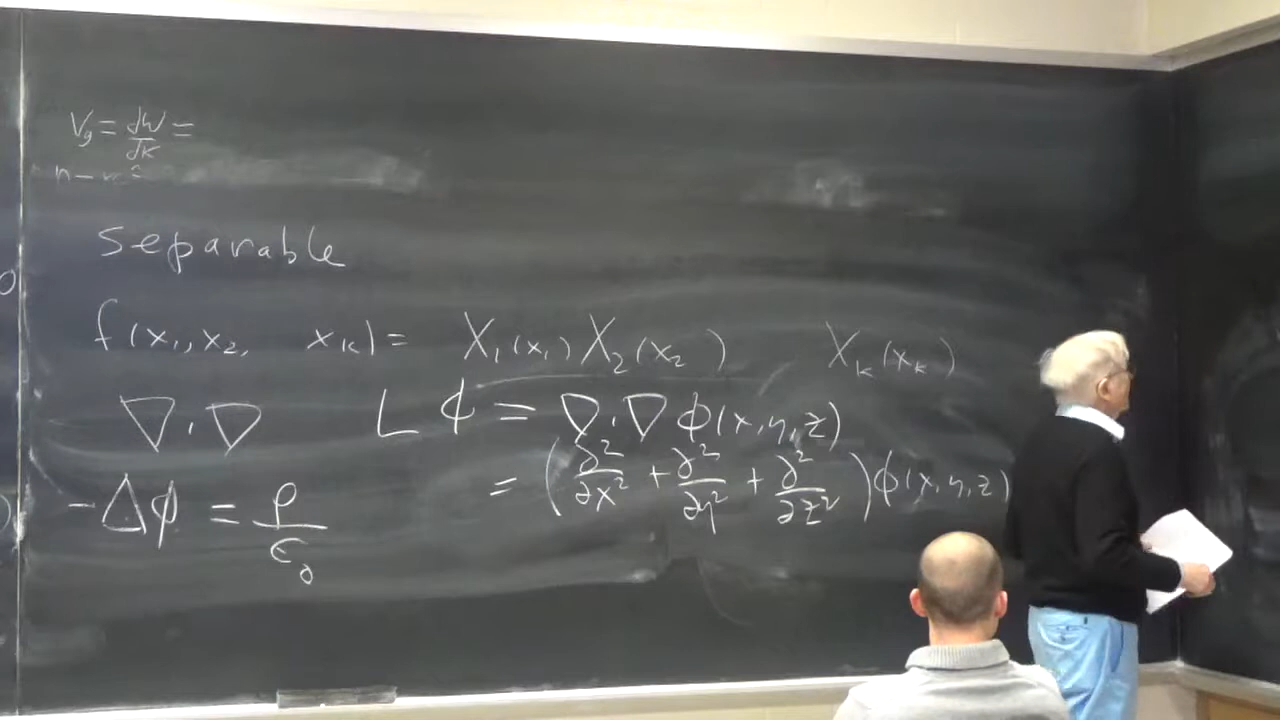 Vg = dW/dK =
separable
f(x₁, x₂, xₖ) = X₁(x₁) X₂(x₂) Xₖ(xₖ)
∇·∇ Lϕ = ∇·∇ϕ(x,y,z)
= (∂²/∂x² + ∂²/∂y² + ∂²/∂z²)ϕ(x,y,z)
-Δϕ = ρ/ε₀